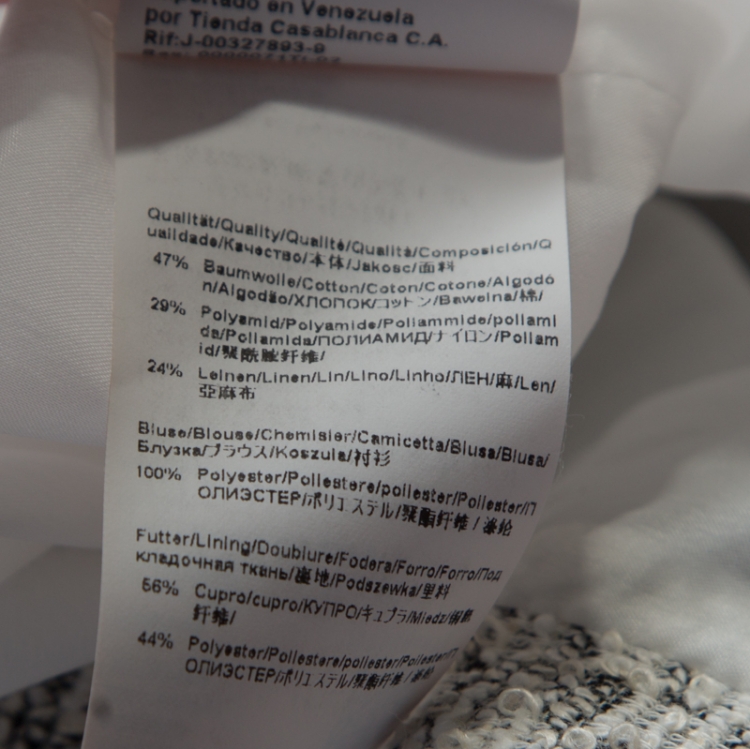 en Venezuela
por Tienda Casablanca C.A.
Rif:J-00327893-9
Qualität/Quality/Qualité/Qualità/Composición/Q
ualidade/Качество/本体/Jakosc/面料
47% Baumwolle/Cotton/Coton/Cotone/Algodó
n/Algodão/ХЛОПОК/コットン/Bawelna/棉/
29% Polyamid/Polyamide/Poliammide/poliami
da/Poliamida/ПОЛИАМИД/ナイロン/Poliam
id/聚酰胺纤维/
24% Leinen/Linen/Lin/Lino/Linho/ЛЕН/麻/Len/
亞麻布
Bluse/Blouse/Chemisier/Camicetta/Blusa/Blusa/
Блузка/ブラウス/Koszula/衬衫
100% Polyester/Poliestere/poliester/Poliester/П
ОЛИЭСТЕР/ポリエステル/聚酯纤维 / 涤纶
Futter/Lining/Doublure/Fodera/Forro/Forro/Под
кладочная ткань/裏地/Podszewka/里料
56% Cupro/cupro/КУПРО/キュプラ/Miedz/铜氨
纤维/
44% Polyester/Poliestere/poliester/Poliester/П
ОЛИЭСТЕР/ポリエステル/聚酯纤维 / 涤纶